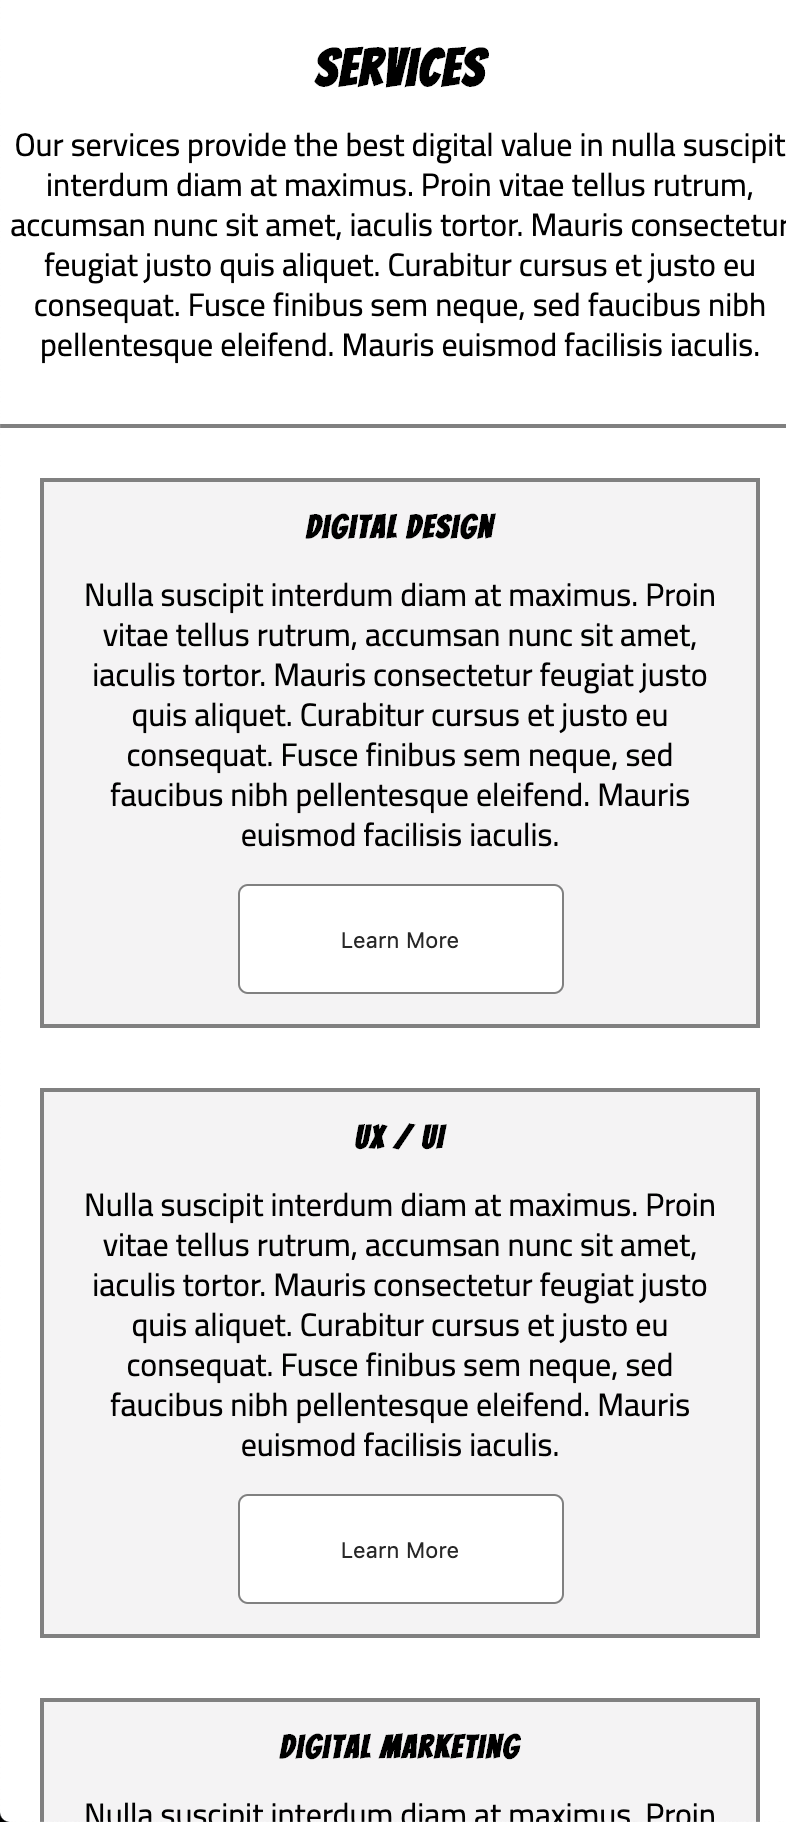 SERVICES
Our services provide the best digital value in nulla suscipit
interdum diam at maximus. Proin vitae tellus rutrum,
accumsan nunc sit amet, iaculis tortor. Mauris consectetur
feugiat justo quis aliquet. Curabitur cursus et justo eu
consequat. Fusce finibus sem neque, sed faucibus nibh
pellentesque eleifend. Mauris euismod facilisis iaculis.
DIGITAL DESIGN
Nulla suscipit interdum diam at maximus. Proin
vitae tellus rutrum, accumsan nunc sit amet,
iaculis tortor. Mauris consectetur feugiat justo
quis aliquet. Curabitur cursus et justo eu
consequat. Fusce finibus sem neque, sed
faucibus nibh pellentesque eleifend. Mauris
euismod facilisis iaculis.
Learn More
UX / UI
Nulla suscipit interdum diam at maximus. Proin
vitae tellus rutrum, accumsan nunc sit amet,
iaculis tortor. Mauris consectetur feugiat justo
quis aliquet. Curabitur cursus et justo eu
consequat. Fusce finibus sem neque, sed
faucibus nibh pellentesque eleifend. Mauris
euismod facilisis iaculis.
Learn More
DIGITAL MARKETING
Nulla suscipit interdum diam at maximus. Proin